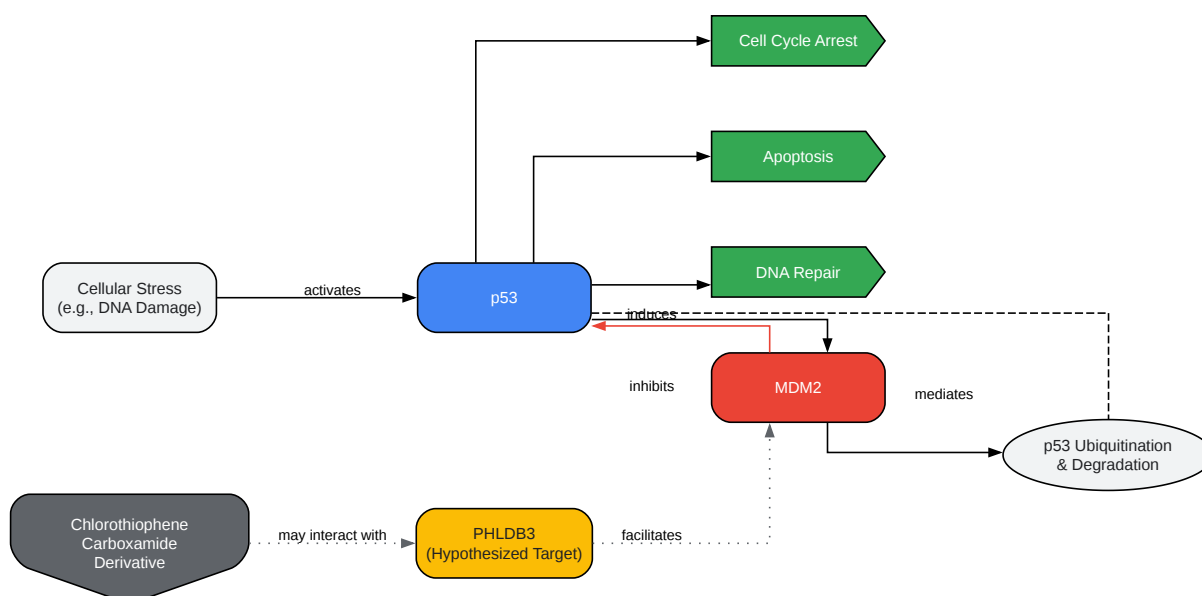 Cell Cycle Arrest
Apoptosis
DNA Repair
Cellular Stress
(e.g., DNA Damage)
activates
p53
induces
inhibits
MDM2
mediates
p53 Ubiquitination
& Degradation
Chlorothiophene
Carboxamide
Derivative
may interact with
PHLDB3
(Hypothesized Target)
facilitates